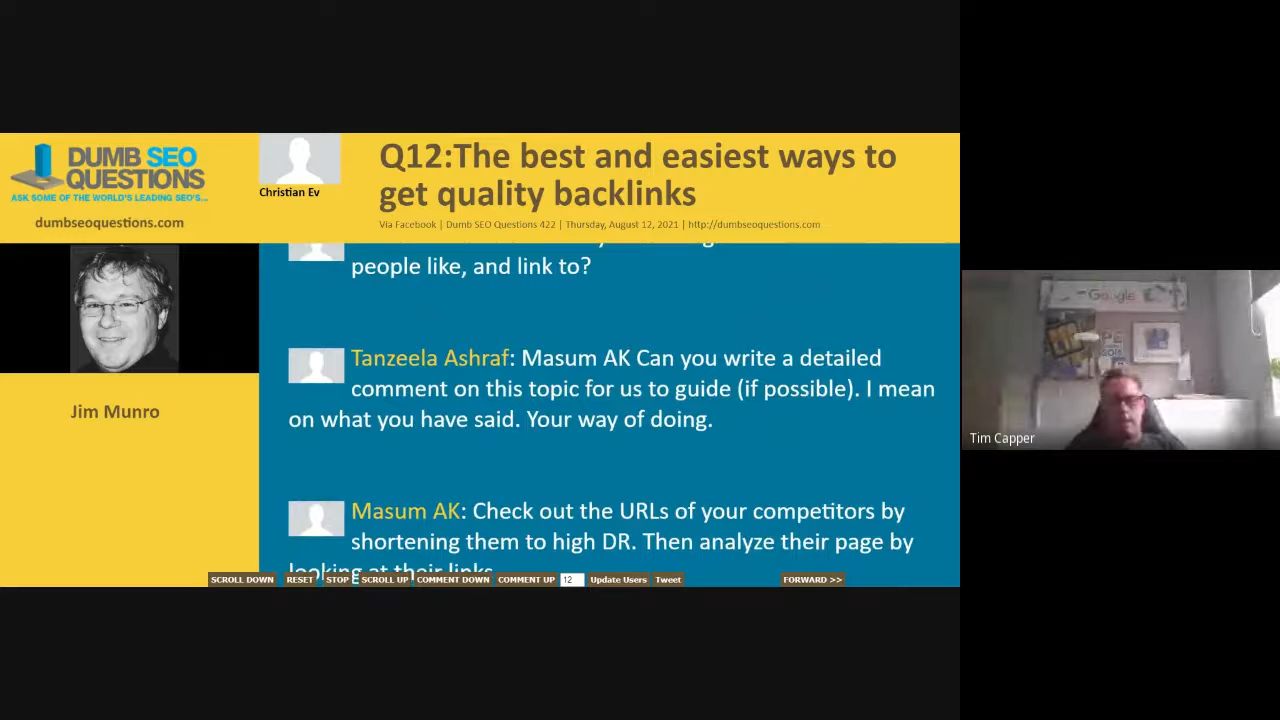 DUMB SEO
QUESTIONS
ASK SOME OF THE WORLD'S LEADING SEO'S...
dumbseoquestions.com
Christian Ev
Q12:The best and easiest ways to
get quality backlinks
Via Facebook | Dumb SEO Questions 422 | Thursday, August 12, 2021 | http://dumbseoquestions.com
Jim Munro
people like, and link to?
Tanzeela Ashraf: Masum AK Can you write a detailed
comment on this topic for us to guide (if possible). I mean
on what you have said. Your way of doing.
Masum AK: Check out the URLs of your competitors by
shortening them to high DR. Then analyze their page by
looking at their links
SCROLL DOWN RESET STOP SCROLL UP COMMENT DOWN COMMENT UP 12 Update Users Tweet FORWARD >>
Google
Tim Capper